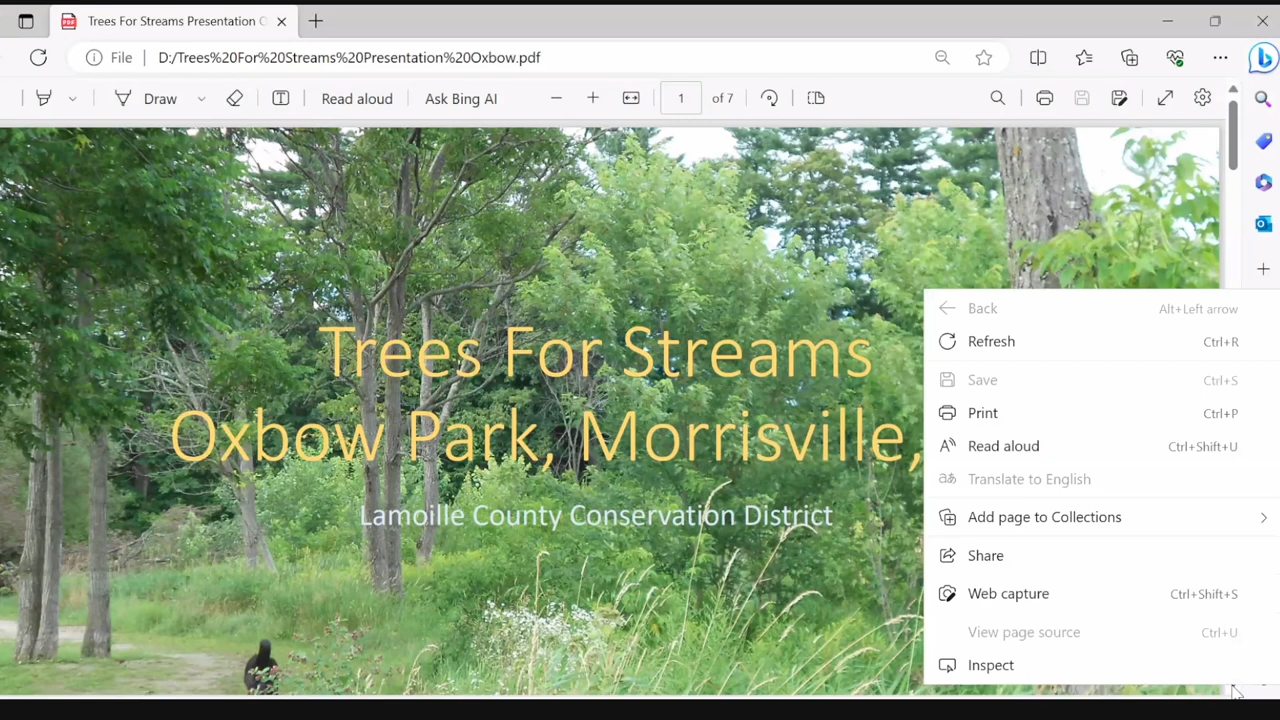 Trees For Streams Presentation O
File D:/Trees%20For%20Streams%20Presentation%20Oxbow.pdf
Draw Read aloud Ask Bing AI 1 of 7
Trees For Streams
Oxbow Park, Morrisville,
Lamoille County Conservation District
Back Alt+Left arrow
Refresh Ctrl+R
Save Ctrl+S
Print Ctrl+P
Read aloud Ctrl+Shift+U
Translate to English
Add page to Collections
Share
Web capture Ctrl+Shift+S
View page source Ctrl+U
Inspect